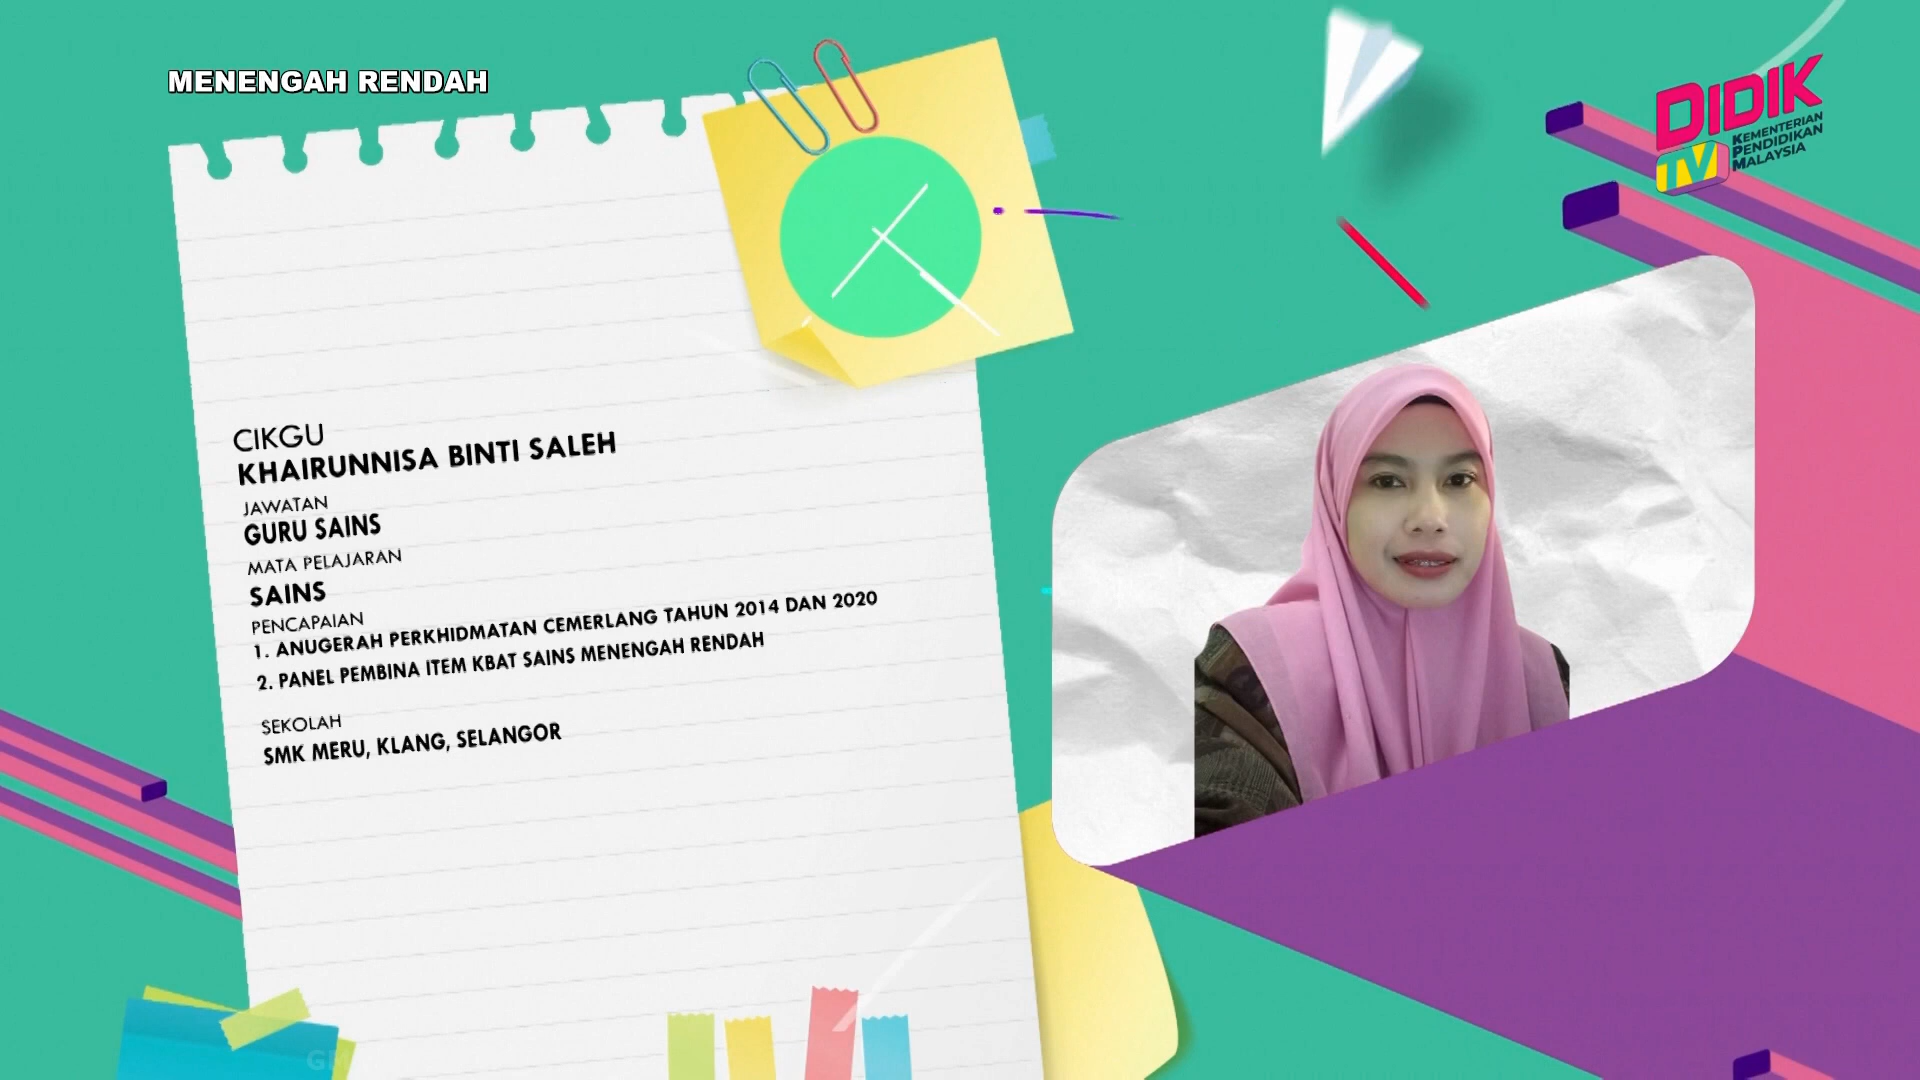 MENENGAH RENDAH
DIDIK
TV
KEMENTERIAN
PENDIDIKAN
MALAYSIA
CIKGU
KHAIRUNNISA BINTI SALEH
JAWATAN
GURU SAINS
MATA PELAJARAN
SAINS
PENCAPAIAN
1. ANUGERAH PERKHIDMATAN CEMERLANG TAHUN 2014 DAN 2020
2. PANEL PEMBINA ITEM KBAT SAINS MENENGAH RENDAH
SEKOLAH
SMK MERU, KLANG, SELANGOR